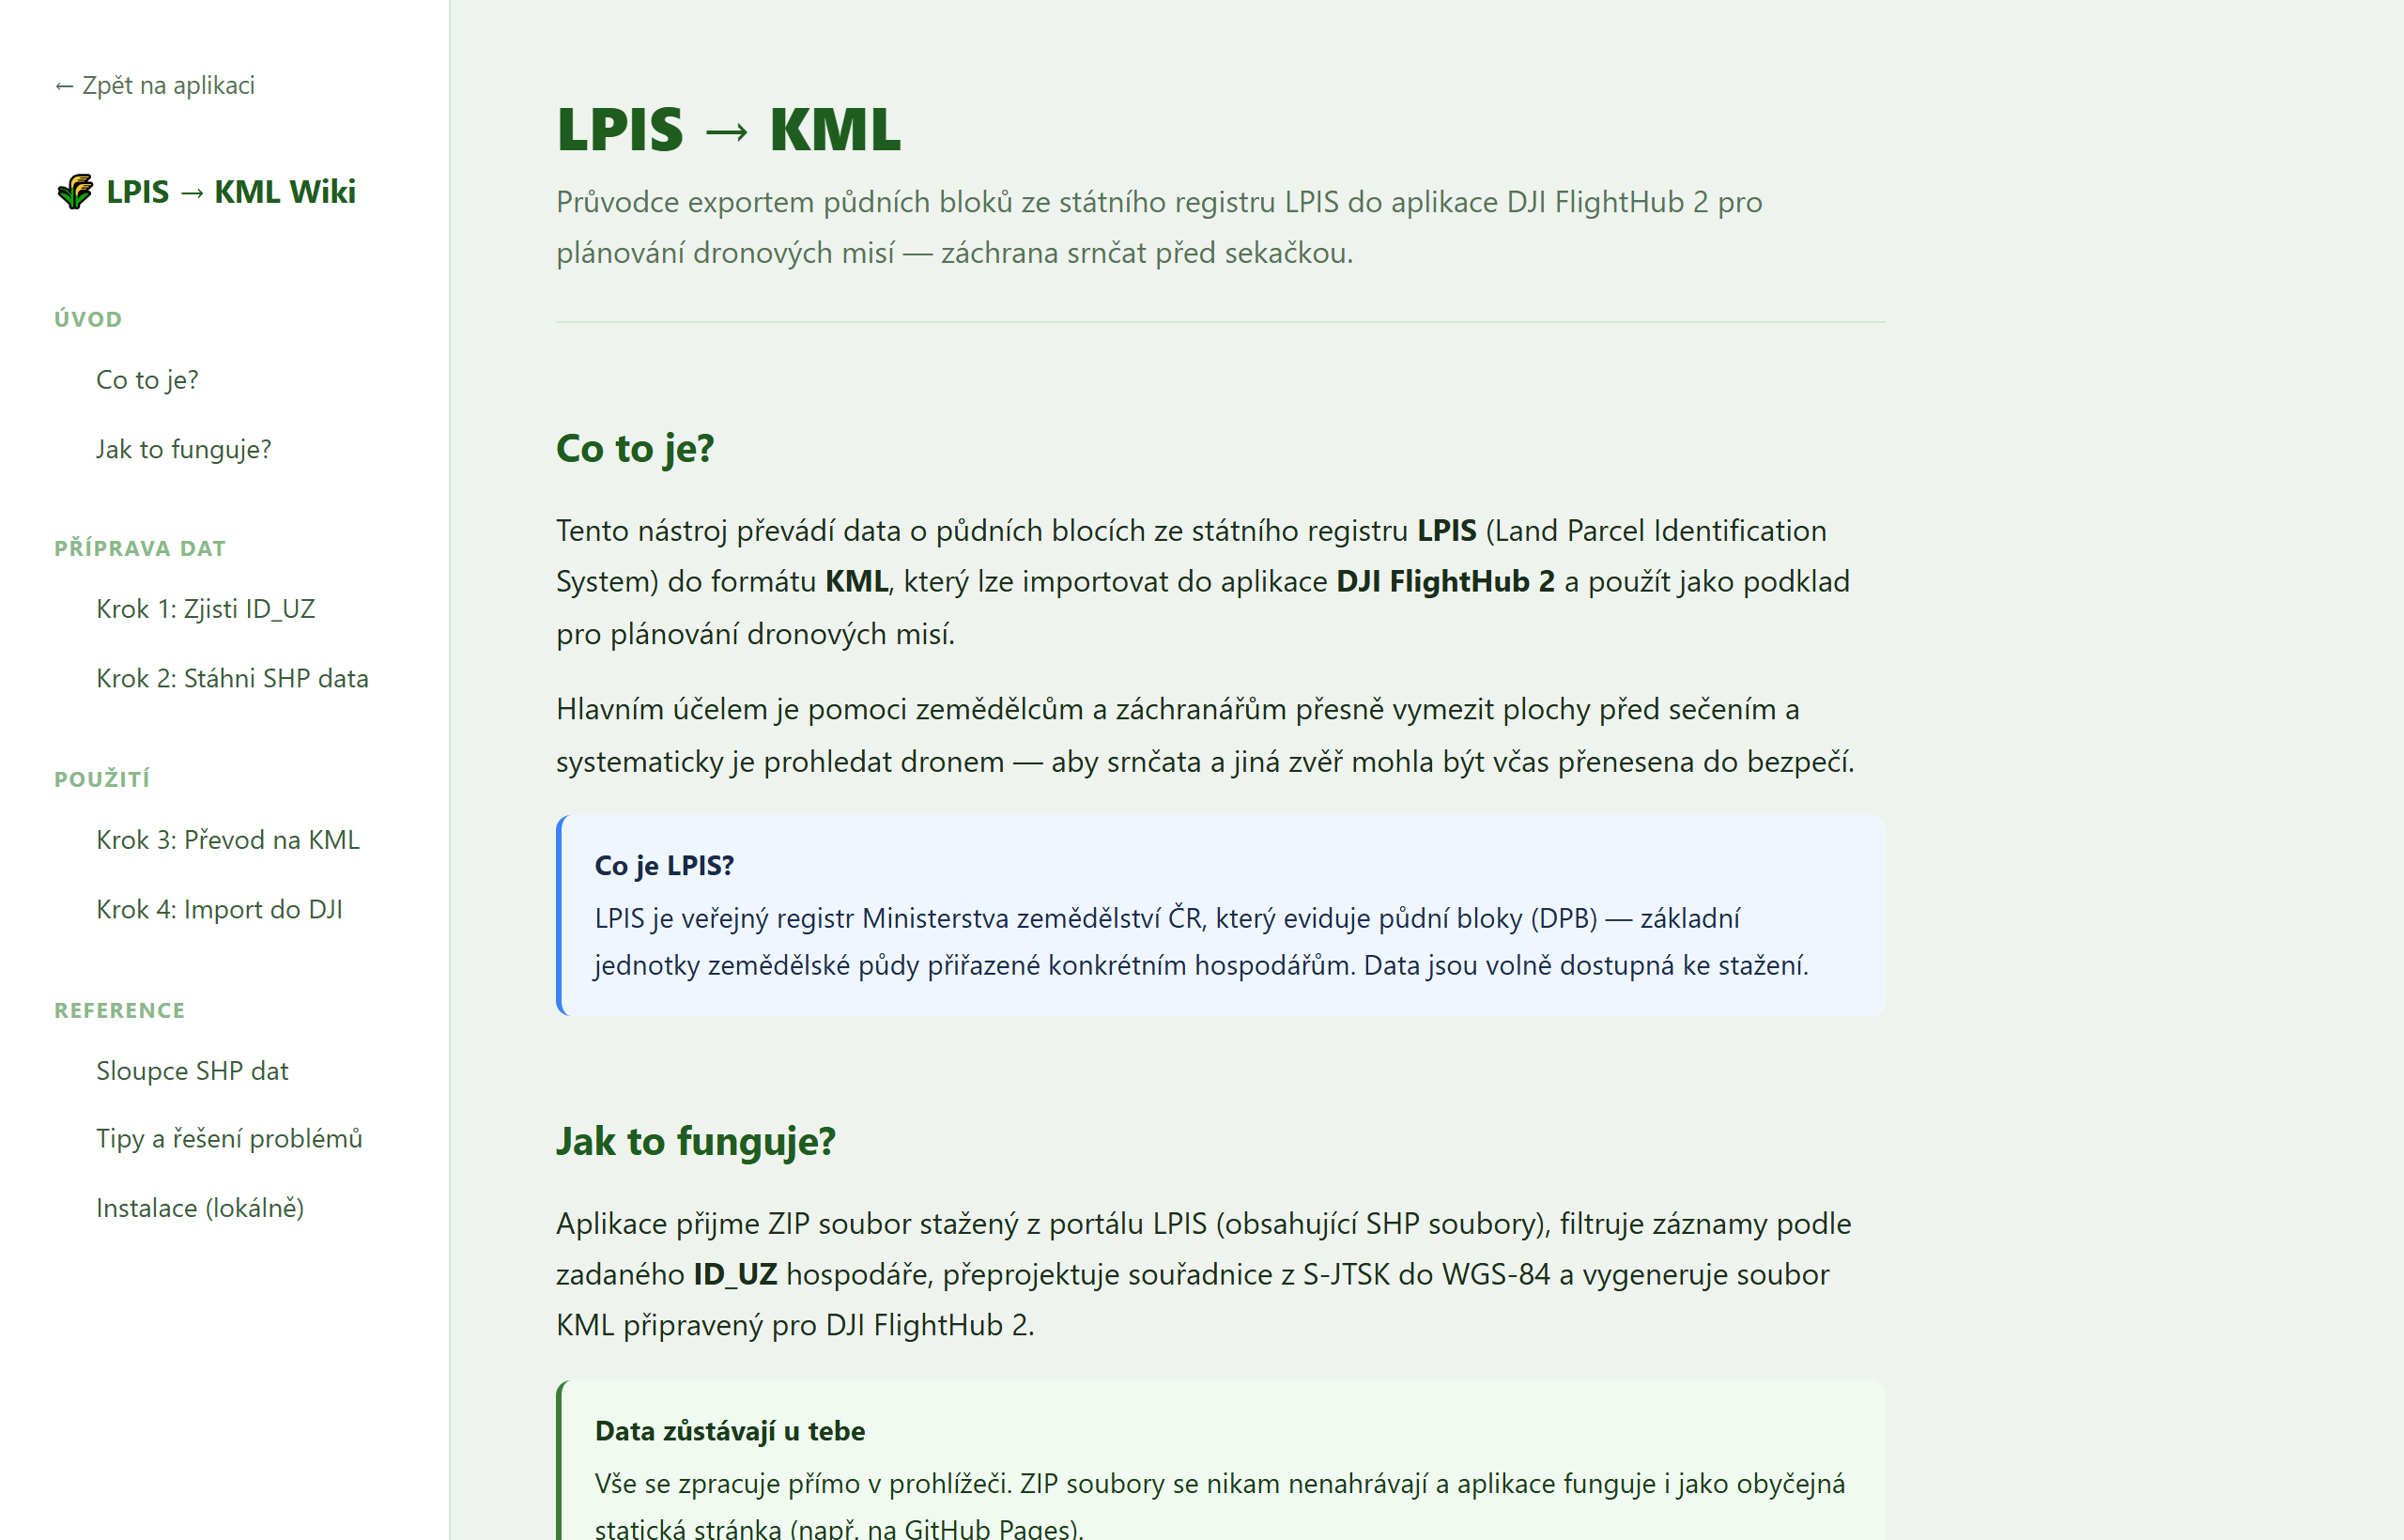 ← Zpět na aplikaci
LPIS → KML Wiki
ÚVOD
Co to je?
Jak to funguje?
PŘÍPRAVA DAT
Krok 1: Zjisti ID_UZ
Krok 2: Stáhni SHP data
POUŽITÍ
Krok 3: Převod na KML
Krok 4: Import do DJI
REFERENCE
Sloupce SHP dat
Tipy a řešení problémů
Instalace (lokálně)
LPIS → KML
Průvodce exportem půdních bloků ze státního registru LPIS do aplikace DJI FlightHub 2 pro
plánování dronových misí — záchrana srnčat před sekačkou.
Co to je?
Tento nástroj převádí data o půdních blocích ze státního registru LPIS (Land Parcel Identification
System) do formátu KML, který lze importovat do aplikace DJI FlightHub 2 a použít jako podklad
pro plánování dronových misí.
Hlavním účelem je pomoci zemědělcům a záchranářům přesně vymezit plochy před sečením a
systematicky je prohledat dronem — aby srnčata a jiná zvěř mohla být včas přenesena do bezpečí.
Co je LPIS?
LPIS je veřejný registr Ministerstva zemědělství ČR, který eviduje půdní bloky (DPB) — základní
jednotky zemědělské půdy přiřazené konkrétním hospodářům. Data jsou volně dostupná ke stažení.
Jak to funguje?
Aplikace přijme ZIP soubor stažený z portálu LPIS (obsahující SHP soubory), filtruje záznamy podle
zadaného ID_UZ hospodáře, přeprojektuje souřadnice z S-JTSK do WGS-84 a vygeneruje soubor
KML připravený pro DJI FlightHub 2.
Data zůstávají u tebe
Vše se zpracuje přímo v prohlížeči. ZIP soubory se nikam nenahrávají a aplikace funguje i jako obyčejná
statická stránka (např. na GitHub Pages).